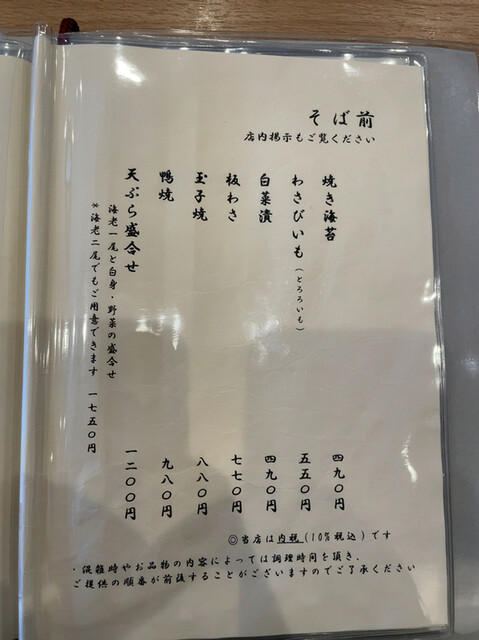 そば前
店内掲示もご覧ください
焼き海苔 四九〇円
わさびいも(とろろいも) 五五〇円
白菜漬 四九〇円
板わさ 七七〇円
玉子焼 八八〇円
鴨焼 九八〇円
天ぷら盛合せ 一二〇〇円
海老一尾と白身・野菜の盛合せ
*海老二尾でもご用意できます 一七五〇円
◎当店は内税(10%税込)です
・混雑時やお品物の内容によっては調理時間を頂き、
ご提供の順番が前後することがございますのでご了承ください